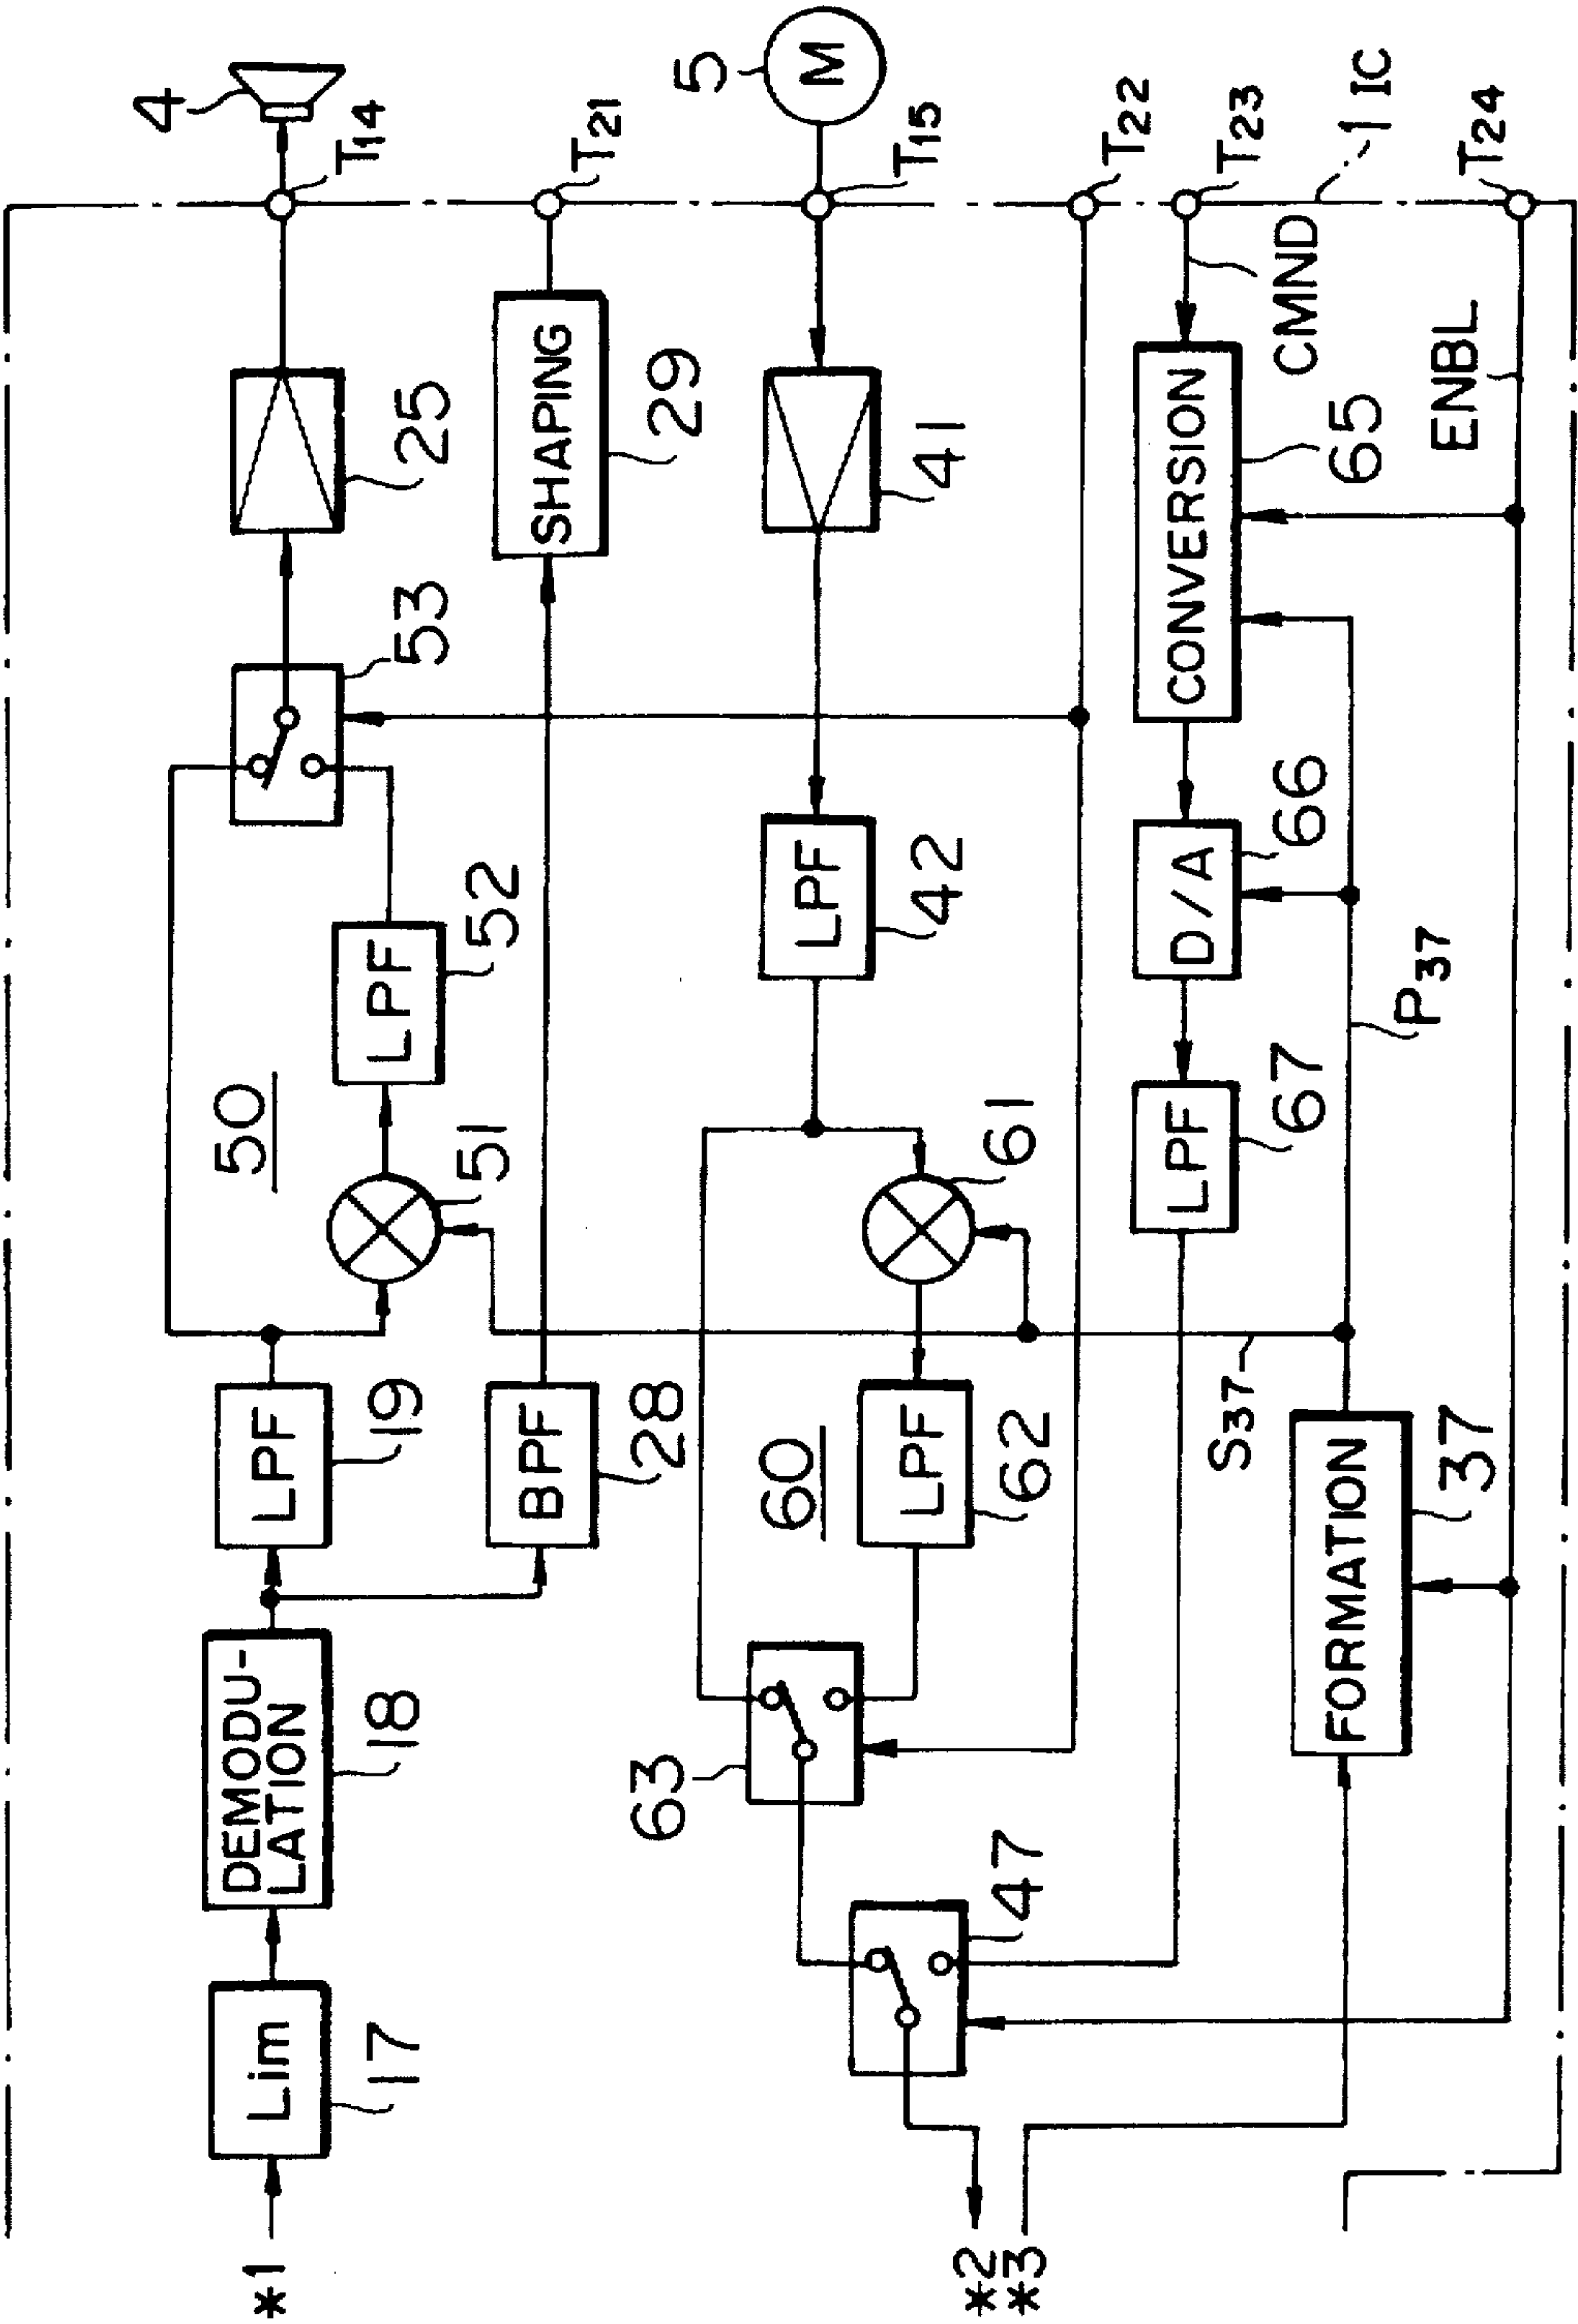 4
T14
25
53
52
50
51
LPF
19
DEMODU-
LATION
18
Lim
17
*1
T21
SHAPING
29
BPF
28
LPF
5
M
T15
41
LPF
42
61
60
LPF
62
63
47
*2
*3
T22
T23
CMND
CONVERSION
65
D/A
66
LPF
67
S37
P37
FORMATION
37
1 IC
T24
ENBL